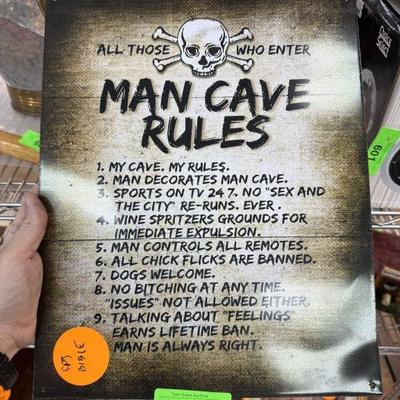 ALL THOSE WHO ENTER
MAN CAVE
RULES
1. MY CAVE. MY RULES.
2. MAN DECORATES MAN CAVE.
3. SPORTS ON TV 24 7. NO "SEX AND
THE CITY" RE-RUNS. EVER.
4. WINE SPRITZERS GROUNDS FOR
IMMEDIATE EXPULSION.
5. MAN CONTROLS ALL REMOTES.
6. ALL CHICK FLICKS ARE BANNED.
7. DOGS WELCOME.
8. NO BITCHING AT ANY TIME.
"ISSUES" NOT ALLOWED EITHER.
9. TALKING ABOUT "FEELINGS"
EARNS LIFETIME BAN.
MAN IS ALWAYS RIGHT.
BIBLE
109